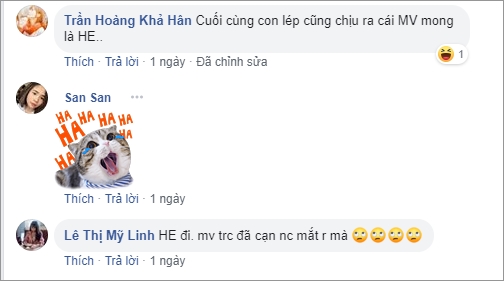 Trần Hoàng Khả Hân Cuối cùng con lép cũng chịu ra cái MV mong
là HE..
1
Thích · Trả lời · 1 ngày · Đã chỉnh sửa
San San ...
HA HA HA HA HA HA HA
Thích · Trả lời · 1 ngày
Lê Thị Mỹ Linh HE đi. mv trc đã cạn nc mắt r mà 🙄🙄🙄🙄
Thích · Trả lời · 1 ngày